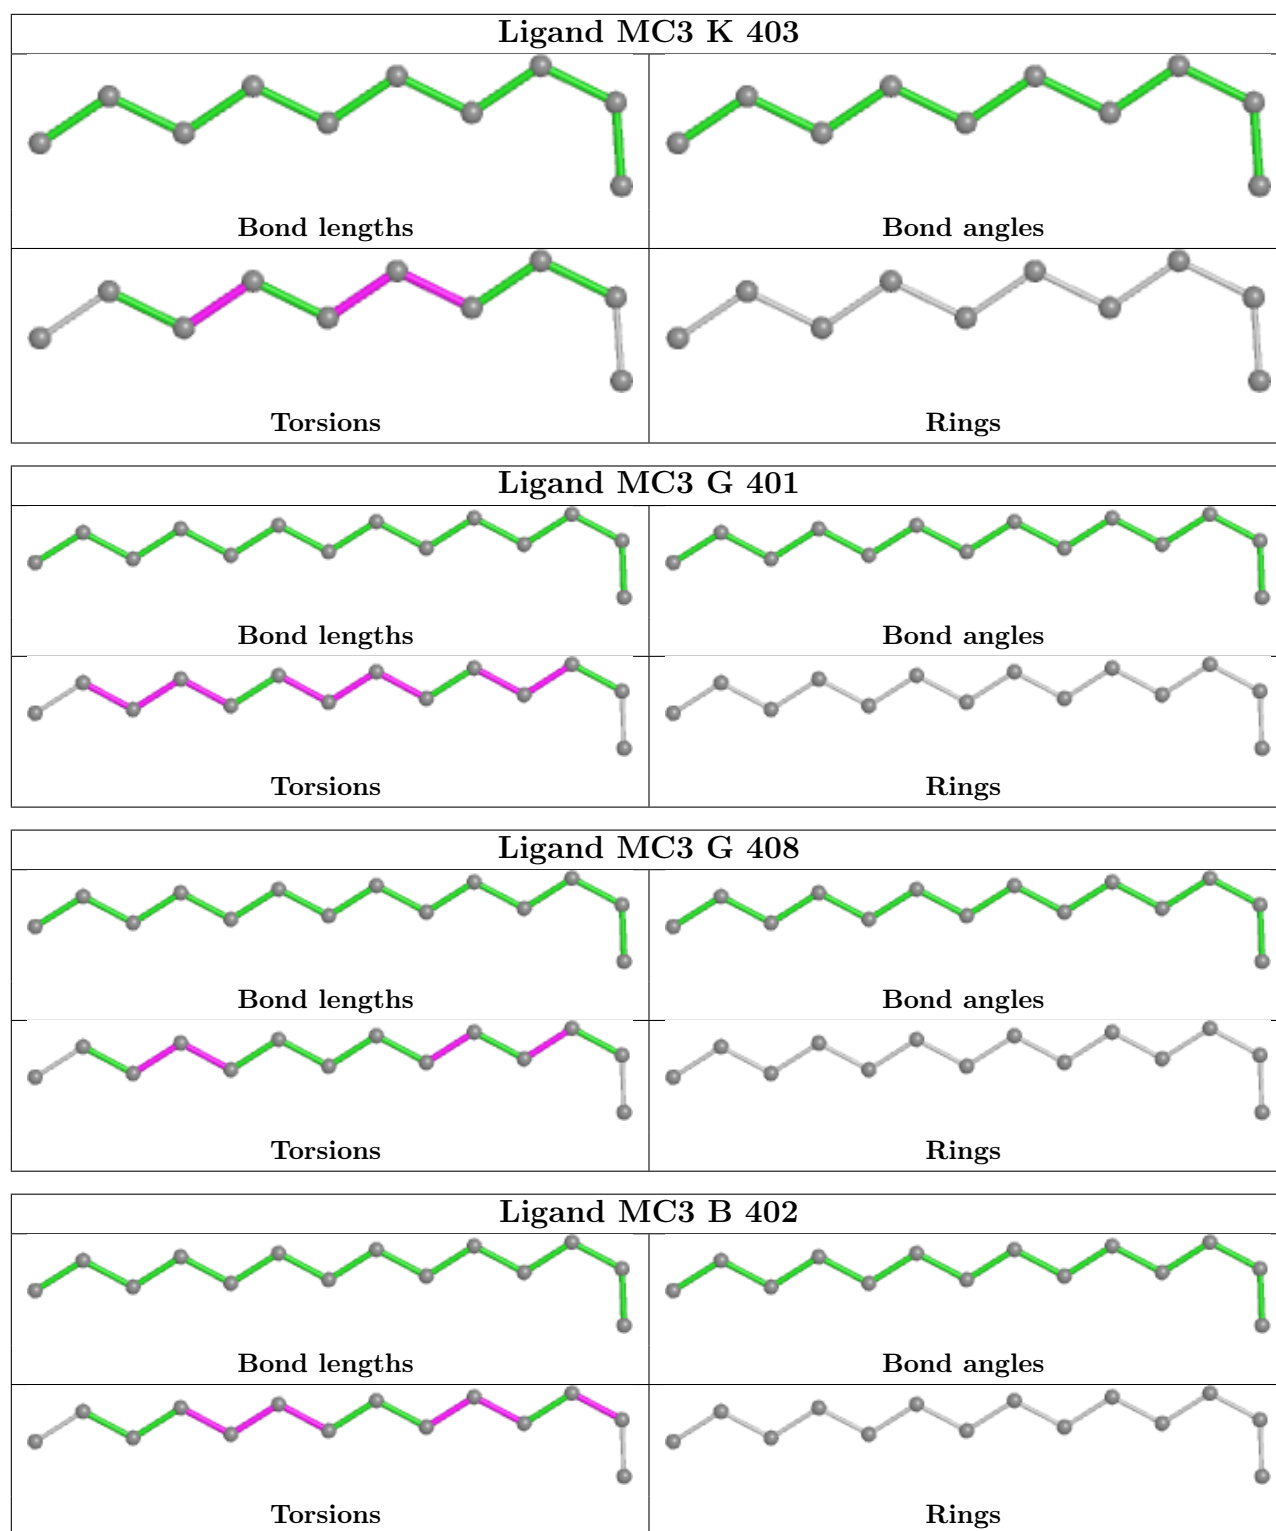 Ligand MC3 K 403
Bond lengths
Bond angles
Torsions
Rings
Ligand MC3 G 401
Bond lengths
Bond angles
Torsions
Rings
Ligand MC3 G 408
Bond lengths
Bond angles
Torsions
Rings
Ligand MC3 B 402
Bond lengths
Bond angles
Torsions
Rings